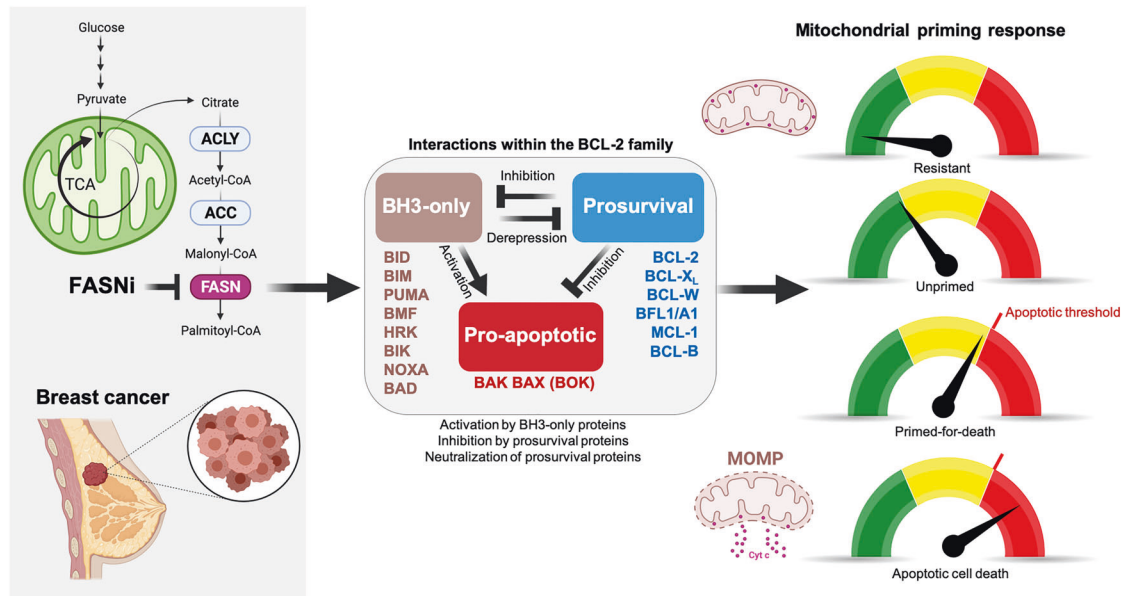 Glucose
Pyruvate
TCA
Citrate
ACLY
Acetyl-CoA
ACC
Malonyl-CoA
FASNi
FASN
Palmitoyl-CoA
Breast cancer
Interactions within the BCL-2 family
BH3-only
Inhibition
Derepression
Prosurvival
Activation
Inhibition
Pro-apoptotic
BAK BAX (BOK)
BID
BIM
PUMA
BMF
HRK
BIK
NOXA
BAD
BCL-2
BCL-XL
BCL-W
BFL1/A1
MCL-1
BCL-B
Activation by BH3-only proteins
Inhibition by prosurvival proteins
Neutralization of prosurvival proteins
Mitochondrial priming response
Resistant
Unprimed
Apoptotic threshold
Primed-for-death
MOMP
Cyt c
Apoptotic cell death